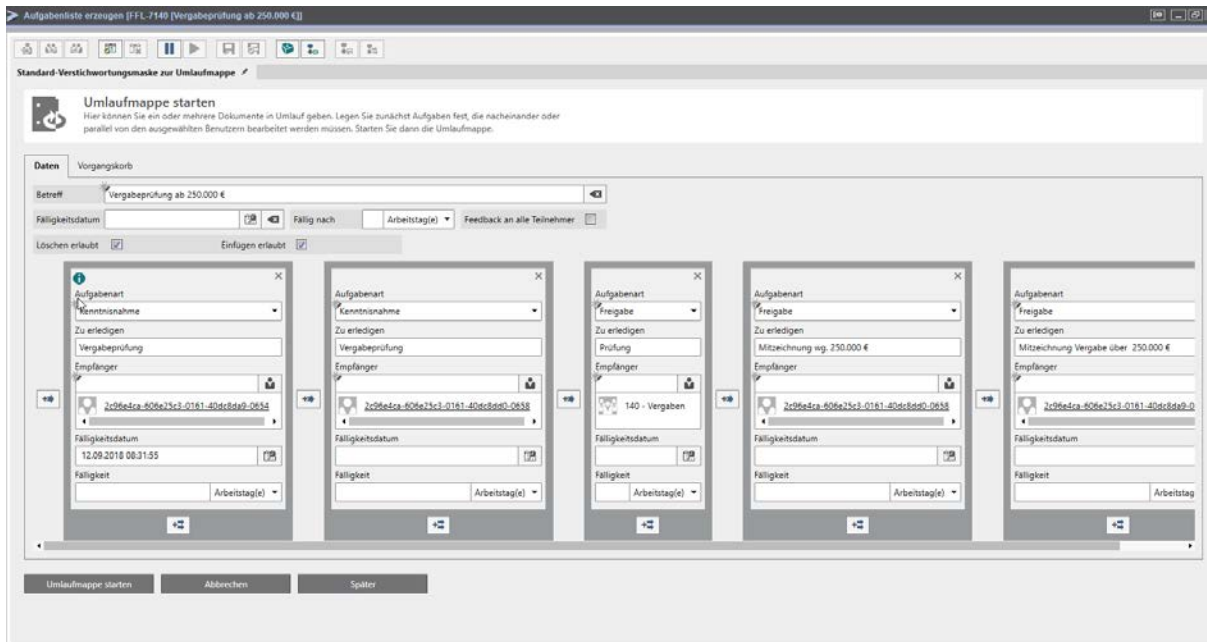 Aufgabenliste erzeugen [FFL-7140 [Vergabeprüfung ab 250.000 €]]
Standard-Verstichwortungsmaske zur Umlaufmappe
Umlaufmappe starten
Hier können Sie ein oder mehrere Dokumente in Umlauf geben. Legen Sie zunächst Aufgaben fest, die nacheinander oder
parallel von den ausgewählten Benutzern bearbeitet werden müssen. Starten Sie dann die Umlaufmappe.
Daten Vorgangskorb
Betreff Vergabeprüfung ab 250.000 €
Fälligkeitsdatum Fällig nach Arbeitstag(e) Feedback an alle Teilnehmer
Löschen erlaubt Einfügen erlaubt
Aufgabenart Aufgabenart Aufgabenart Aufgabenart Aufgabenart
Kenntnisnahme Kenntnisnahme Freigabe Freigabe Freigabe
Zu erledigen Zu erledigen Zu erledigen Zu erledigen Zu erledigen
Vergabeprüfung Vergabeprüfung Prüfung Mitzeichnung wg. 250.000 € Mitzeichnung Vergabe über 250.000 €
Empfänger Empfänger Empfänger Empfänger Empfänger
2c96e4ca-606e25c3-0161-40dc8da9-0654 2c96e4ca-606e25c3-0161-40dc8dd0-0658 140 - Vergaben 2c96e4ca-606e25c3-0161-40dc8dd0-0658 2c96e4ca-606e25c3-0161-40dc8da9-0
Fälligkeitsdatum Fälligkeitsdatum Fälligkeitsdatum Fälligkeitsdatum Fälligkeitsdatum
12.09.2018 08:31:55
Fälligkeit Fälligkeit Fälligkeit Fälligkeit Fälligkeit
Arbeitstag(e) Arbeitstag(e) Arbeitstag(e) Arbeitstag(e) Arbeitstag
Umlaufmappe starten Abbrechen Später